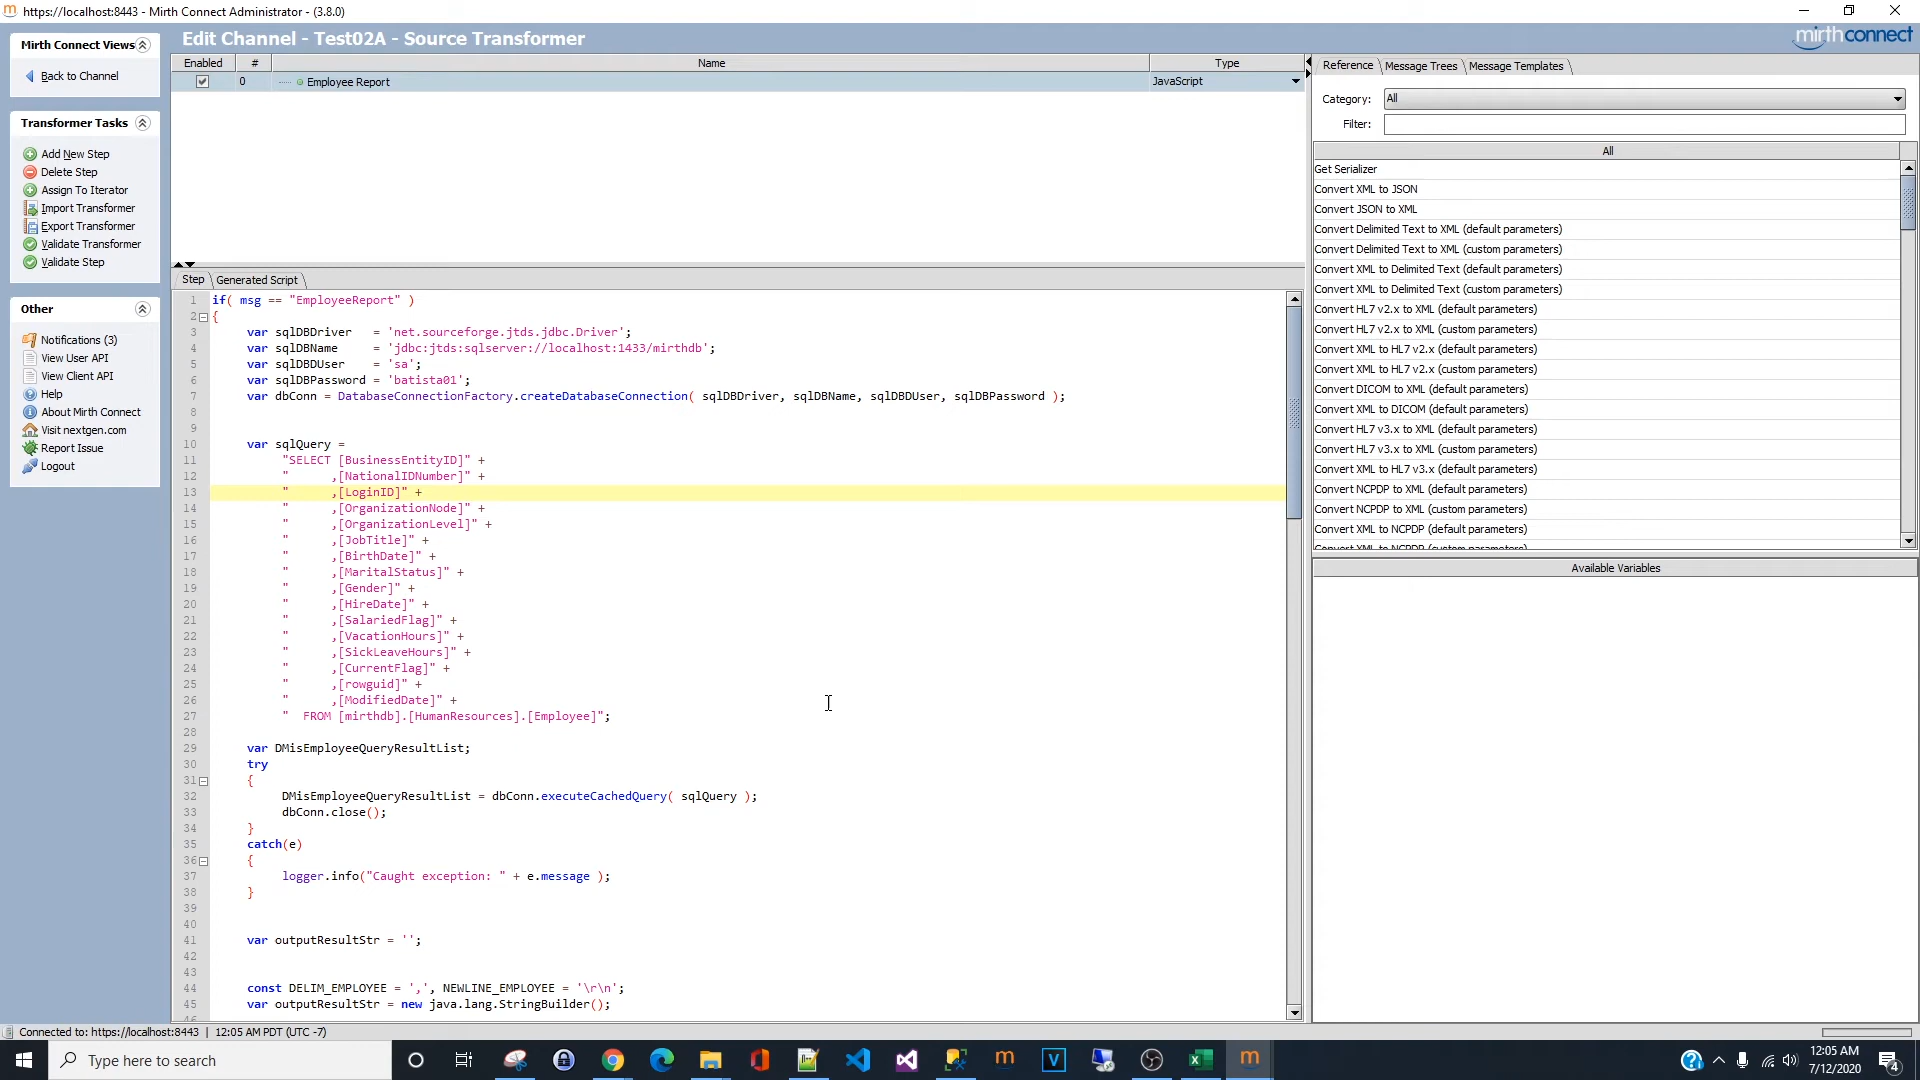 https://localhost:8443 - Mirth Connect Administrator - (3.8.0)
Mirth Connect Views
Back to Channel
Transformer Tasks
Add New Step
Delete Step
Assign To Iterator
Import Transformer
Export Transformer
Validate Transformer
Validate Step
Other
Notifications (3)
View User API
View Client API
Help
About Mirth Connect
Visit nextgen.com
Report Issue
Logout
Edit Channel - Test02A - Source Transformer
mirthconnect
Enabled # Name Type
0 Employee Report JavaScript
Step Generated Script
1 if( msg == "EmployeeReport" )
2 {
3 var sqlDBDriver = 'net.sourceforge.jtds.jdbc.Driver';
4 var sqlDBName = 'jdbc:jtds:sqlserver://localhost:1433/mirthdb';
5 var sqlDBDUser = 'sa';
6 var sqlDBPassword = 'batista01';
7 var dbConn = DatabaseConnectionFactory.createDatabaseConnection( sqlDBDriver, sqlDBName, sqlDBDUser, sqlDBPassword );
8
9
10 var sqlQuery =
11 "SELECT [BusinessEntityID]" +
12 " ,[NationalIDNumber]" +
13 " ,[LoginID]" +
14 " ,[OrganizationNode]" +
15 " ,[OrganizationLevel]" +
16 " ,[JobTitle]" +
17 " ,[BirthDate]" +
18 " ,[MaritalStatus]" +
19 " ,[Gender]" +
20 " ,[HireDate]" +
21 " ,[SalariedFlag]" +
22 " ,[VacationHours]" +
23 " ,[SickLeaveHours]" +
24 " ,[CurrentFlag]" +
25 " ,[rowguid]" +
26 " ,[ModifiedDate]" +
27 " FROM [mirthdb].[HumanResources].[Employee]";
28
29 var DMisEmployeeQueryResultList;
30 try
31 {
32 DMisEmployeeQueryResultList = dbConn.executeCachedQuery( sqlQuery );
33 dbConn.close();
34 }
35 catch(e)
36 {
37 logger.info("Caught exception: " + e.message );
38 }
39
40
41 var outputResultStr = '';
42
43
44 const DELIM_EMPLOYEE = ',', NEWLINE_EMPLOYEE = '\r\n';
45 var outputResultStr = new java.lang.StringBuilder();
46
Reference Message Trees Message Templates
Category: All
Filter:
All
Get Serializer
Convert XML to JSON
Convert JSON to XML
Convert Delimited Text to XML (default parameters)
Convert Delimited Text to XML (custom parameters)
Convert XML to Delimited Text (default parameters)
Convert XML to Delimited Text (custom parameters)
Convert HL7 v2.x to XML (default parameters)
Convert HL7 v2.x to XML (custom parameters)
Convert XML to HL7 v2.x (default parameters)
Convert XML to HL7 v2.x (custom parameters)
Convert DICOM to XML (default parameters)
Convert XML to DICOM (default parameters)
Convert HL7 v3.x to XML (default parameters)
Convert HL7 v3.x to XML (custom parameters)
Convert XML to HL7 v3.x (default parameters)
Convert NCPDP to XML (default parameters)
Convert NCPDP to XML (custom parameters)
Convert XML to NCPDP (default parameters)
Convert XML to NCPDP (custom parameters)
Available Variables
Connected to: https://localhost:8443 | 12:05 AM PDT (UTC -7)
Type here to search
12:05 AM
7/12/2020
4